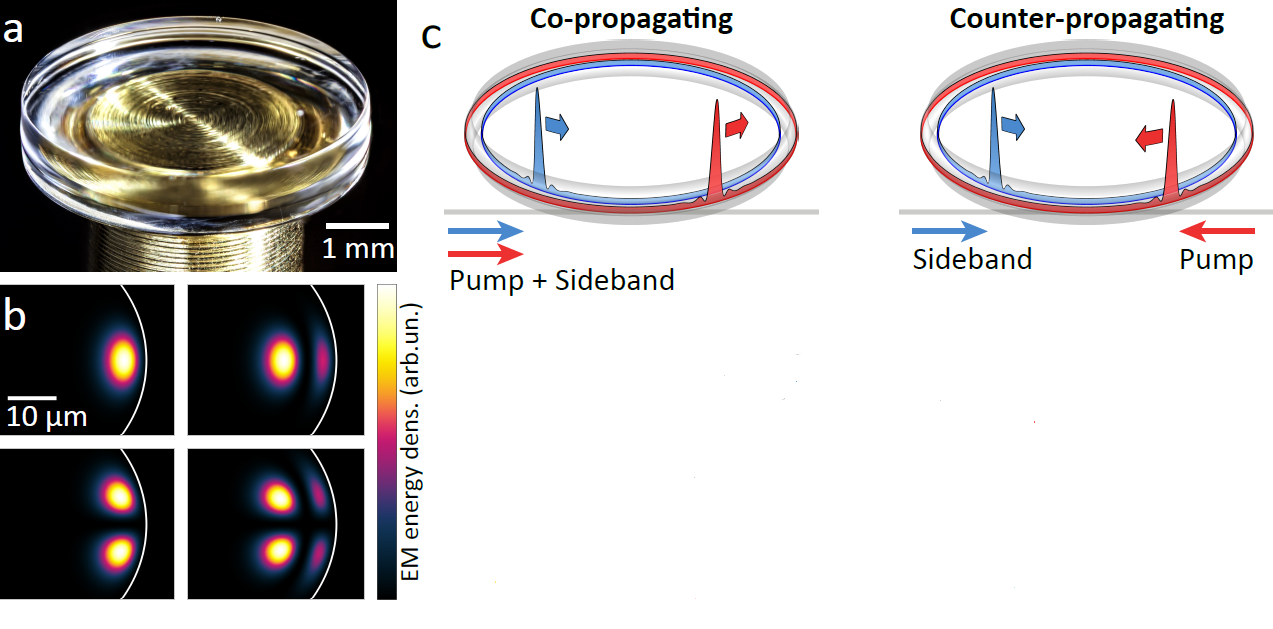 a
1 mm
b
10 µm
EM energy dens. (arb.un.)
c
Co-propagating
Pump + Sideband
Counter-propagating
Sideband
Pump